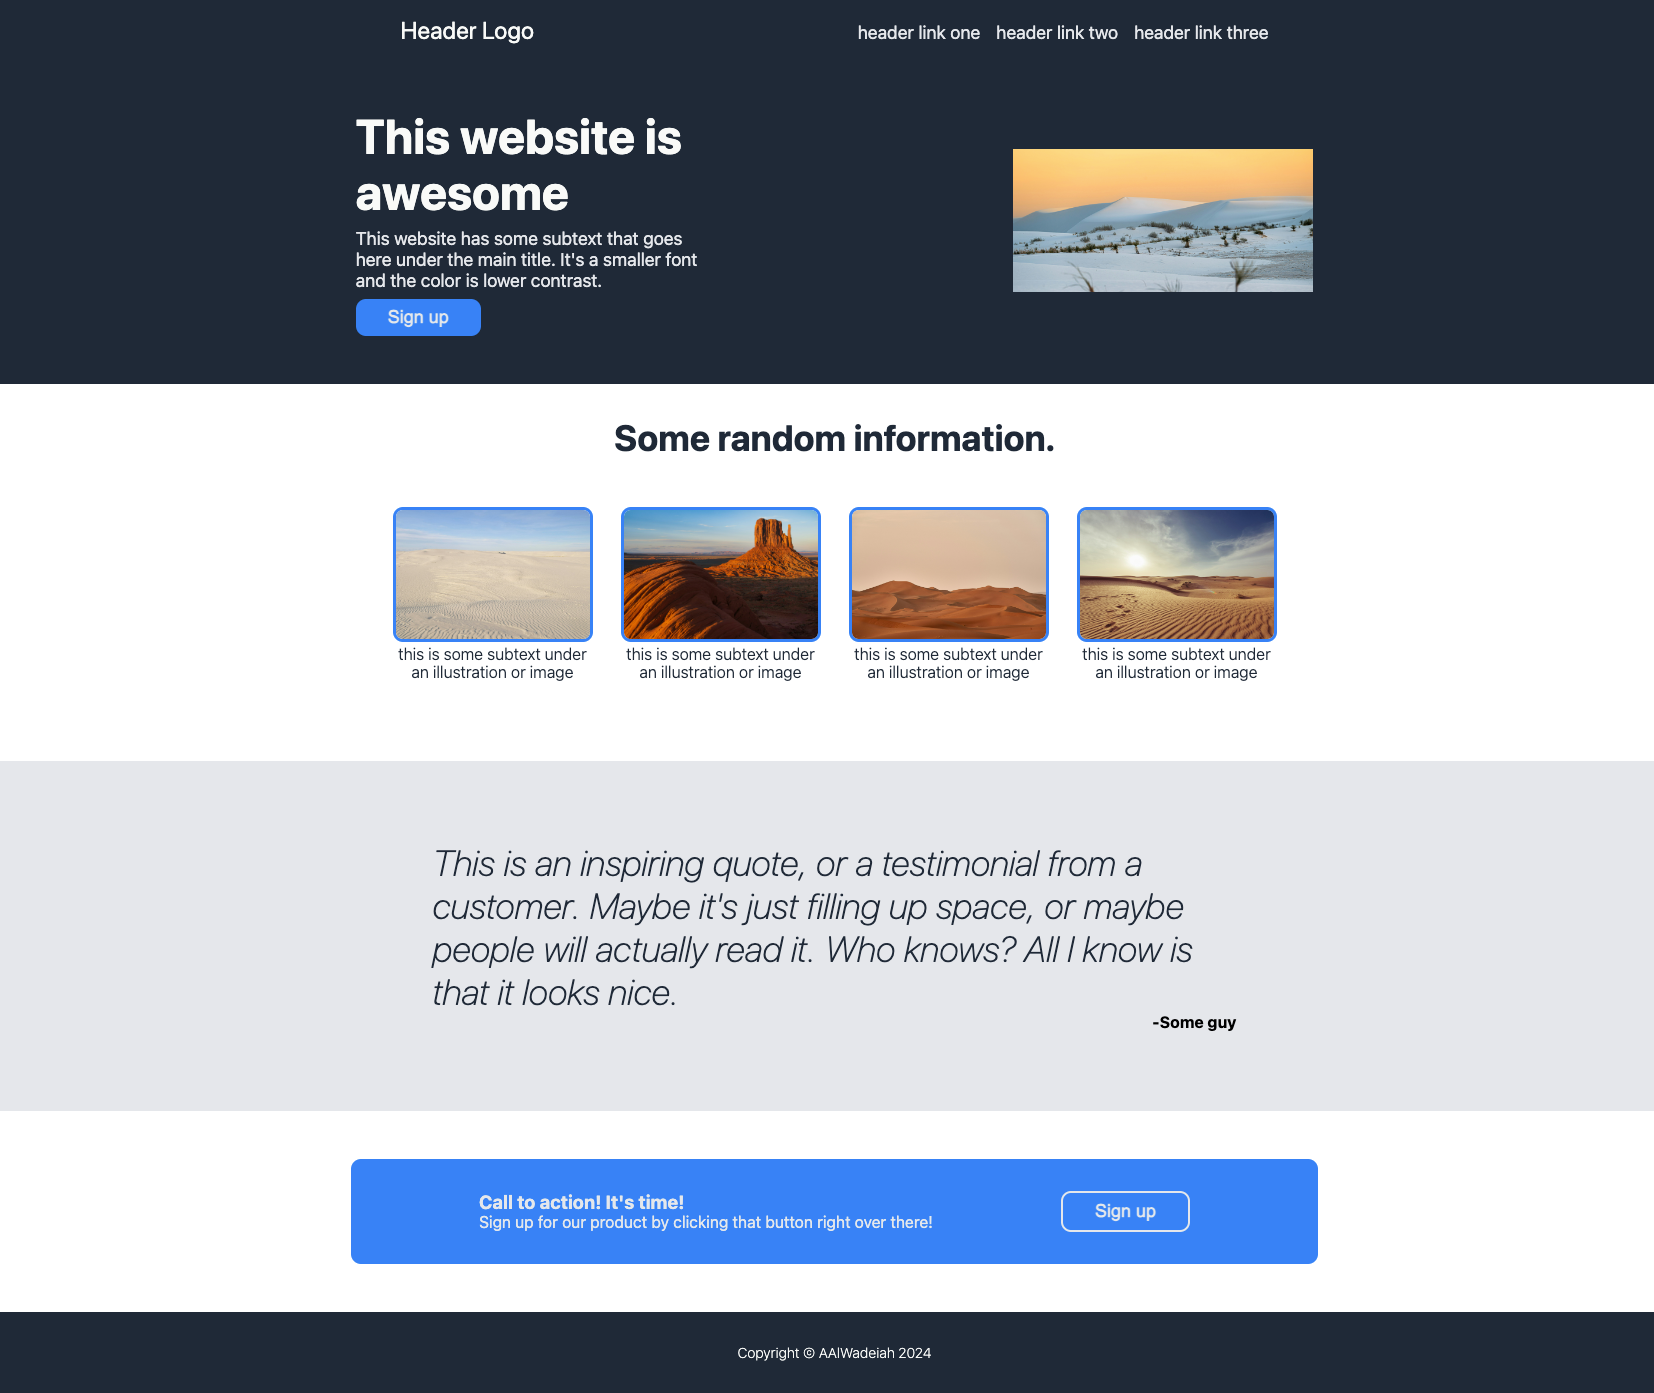 Header Logo
header link one header link two header link three
This website is
awesome
This website has some subtext that goes
here under the main title. It's a smaller font
and the color is lower contrast.
Sign up
Some random information.
this is some subtext under
an illustration or image
this is some subtext under
an illustration or image
this is some subtext under
an illustration or image
this is some subtext under
an illustration or image
This is an inspiring quote, or a testimonial from a
customer. Maybe it's just filling up space, or maybe
people will actually read it. Who knows? All I know is
that it looks nice.
-Some guy
Call to action! It's time!
Sign up for our product by clicking that button right over there!
Sign up
Copyright © AAlWadeiah 2024